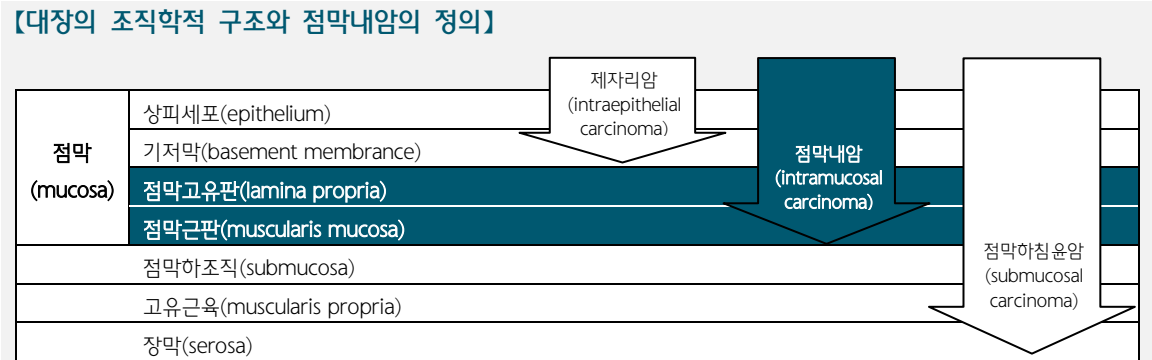 【대장의 조직학적 구조와 점막내암의 정의】
제자리암
(intraepithelial
carcinoma)
점막내암
(intramucosal
carcinoma)
점막하침윤암
(submucosal
carcinoma)
점막
(mucosa)
상피세포(epithelium)
기저막(basement membrance)
점막고유판(lamina propria)
점막근판(muscularis mucosa)
점막하조직(submucosa)
고유근육(muscularis propria)
장막(serosa)